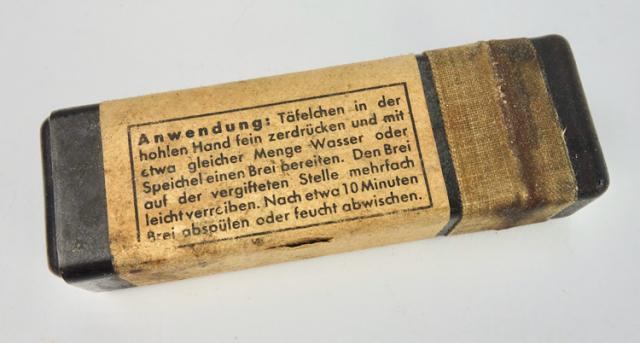 Anwendung: Täfelchen in der
hohlen Hand fein zerdrücken und mit
etwa gleicher Menge Wasser oder
Speichel einen Brei bereiten. Den Brei
auf der vergifteten Stelle mehrfach
leicht verreiben. Nach etwa 10 Minuten
Brei abspülen oder feucht abwischen.